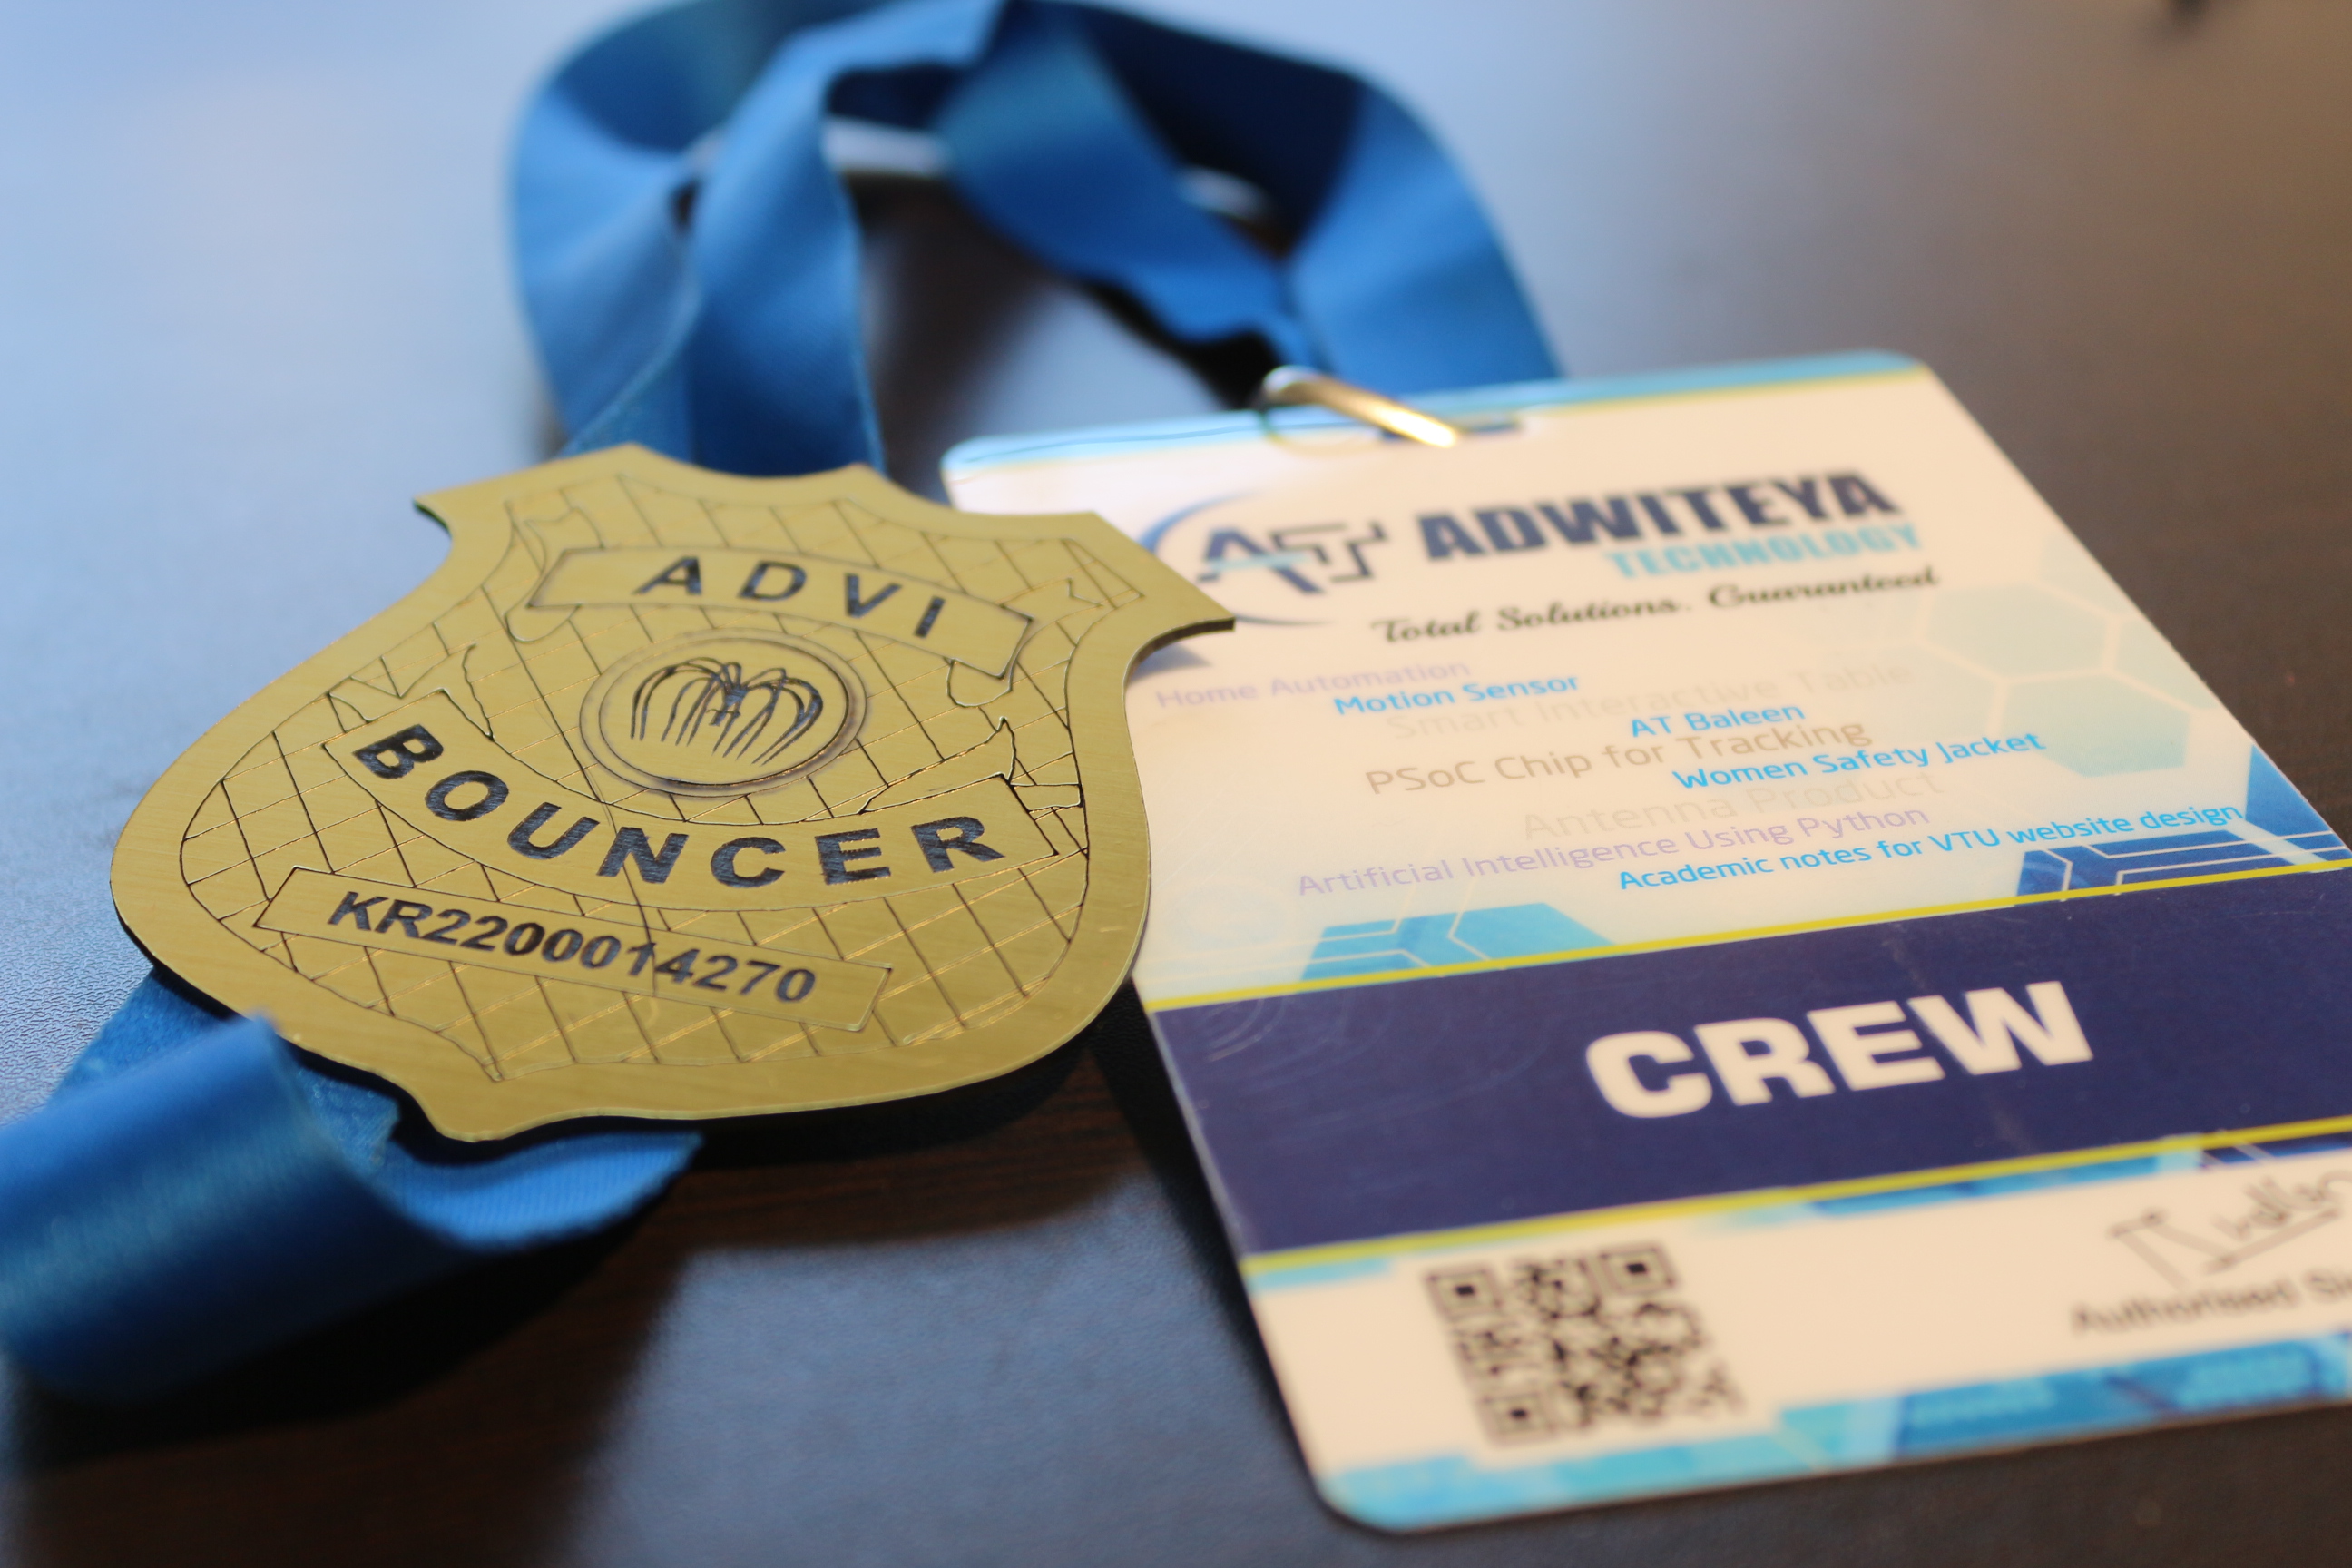 ADVI
BOUNCER
KR2200014270
AT ADWITEYA
TECHNOLOGY
Total Solutions. Guaranteed
Home Automation
Motion Sensor
Smart Interactive Table
AT Baleen
PSoC Chip for Tracking
Women Safety Jacket
Antenna Product
Artificial Intelligence Using Python
Academic notes for VTU website design
CREW
Authorised